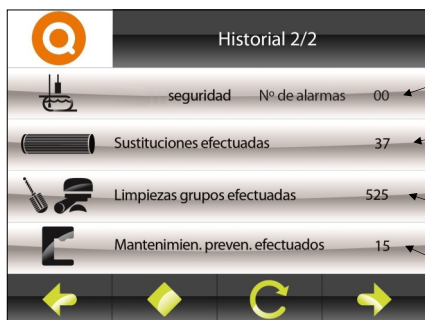 Historial 2/2
seguridad Nº de alarmas 00
Sustituciones efectuadas 37
Limpiezas grupos efectuadas 525
Mantenimien. preven. efectuados 15